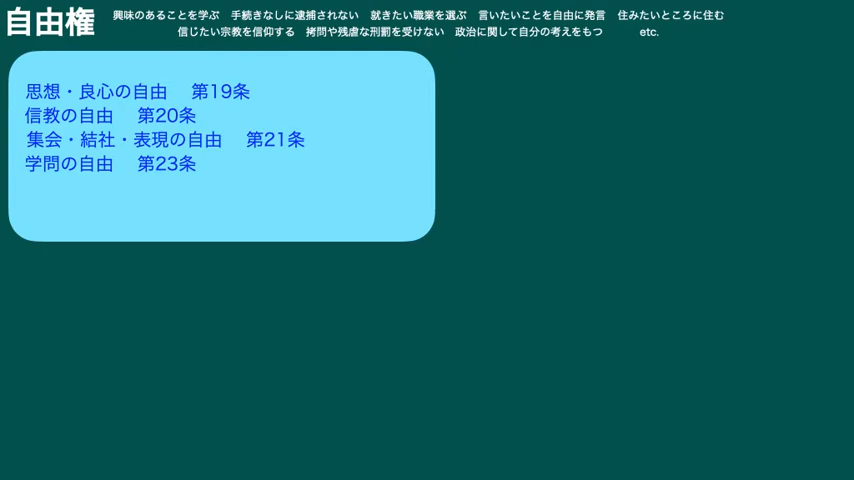 自由権
興味のあることを学ぶ 手続きなしに逮捕されない 就きたい職業を選ぶ 言いたいことを自由に発言 住みたいところに住む
信じたい宗教を信仰する 拷問や残虐な刑罰を受けない 政治に関して自分の考えをもつ etc.
思想・良心の自由 第19条
信教の自由 第20条
集会・結社・表現の自由 第21条
学問の自由 第23条